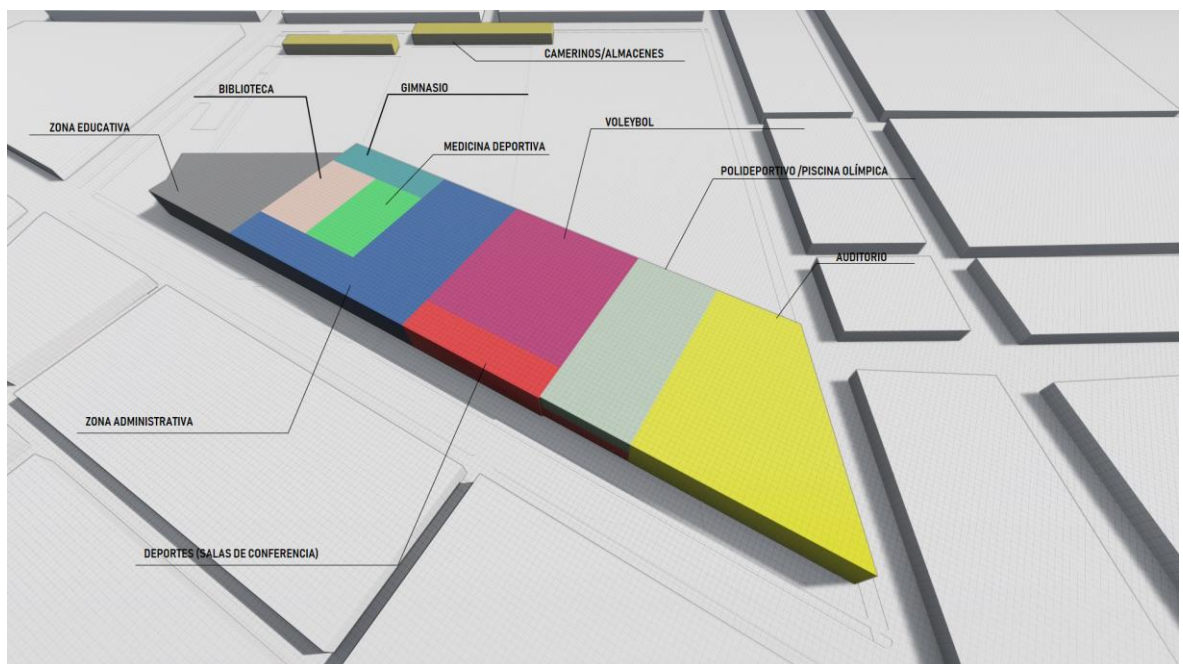 CAMERINOS/ALMACENES
BIBLIOTECA
GIMNASIO
ZONA EDUCATIVA
VOLEYBOL
MEDICINA DEPORTIVA
POLIDEPORTIVO /PISCINA OLÍMPICA
AUDITORIO
ZONA ADMINISTRATIVA
DEPORTES (SALAS DE CONFERENCIA)